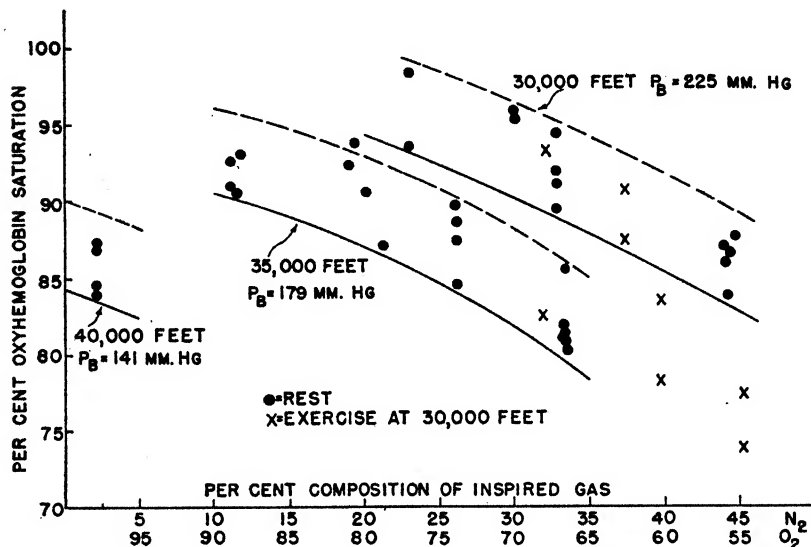 PER CENT OXYHEMOGLOBIN SATURATION
100
95
90
85
80
75
70
30,000 FEET P_B = 225 MM. HG
35,000 FEET
P_B = 179 MM. HG
40,000 FEET
P_B = 141 MM. HG
●=REST
X=EXERCISE AT 30,000 FEET
PER CENT COMPOSITION OF INSPIRED GAS
5 10 15 20 25 30 35 40 45 N₂
95 90 85 80 75 70 65 60 55 O₂